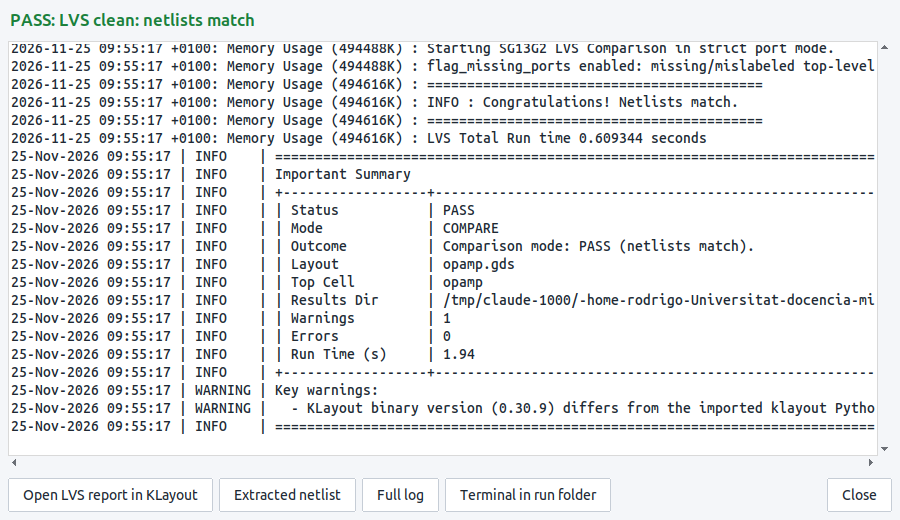 PASS: LVS clean: netlists match
2026-11-25 09:55:17 +0100: Memory Usage (494488K) : Starting SG13G2 LVS Comparison in strict port mode.
2026-11-25 09:55:17 +0100: Memory Usage (494488K) : flag_missing_ports enabled: missing/mislabeled top-level
2026-11-25 09:55:17 +0100: Memory Usage (494616K) : ==========================================
2026-11-25 09:55:17 +0100: Memory Usage (494616K) : INFO : Congratulations! Netlists match.
2026-11-25 09:55:17 +0100: Memory Usage (494616K) : ==========================================
2026-11-25 09:55:17 +0100: Memory Usage (494616K) : LVS Total Run time 0.609344 seconds
25-Nov-2026 09:55:17 | INFO    | ===========================================================================
25-Nov-2026 09:55:17 | INFO    | Important Summary
25-Nov-2026 09:55:17 | INFO    | +------------------+-------------------------------------------------------
25-Nov-2026 09:55:17 | INFO    | | Status           | PASS
25-Nov-2026 09:55:17 | INFO    | | Mode             | COMPARE
25-Nov-2026 09:55:17 | INFO    | | Outcome          | Comparison mode: PASS (netlists match).
25-Nov-2026 09:55:17 | INFO    | | Layout           | opamp.gds
25-Nov-2026 09:55:17 | INFO    | | Top Cell         | opamp
25-Nov-2026 09:55:17 | INFO    | | Results Dir      | /tmp/claude-1000/-home-rodrigo-Universitat-docencia-mi
25-Nov-2026 09:55:17 | INFO    | | Warnings         | 1
25-Nov-2026 09:55:17 | INFO    | | Errors           | 0
25-Nov-2026 09:55:17 | INFO    | | Run Time (s)     | 1.94
25-Nov-2026 09:55:17 | INFO    | +------------------+-------------------------------------------------------
25-Nov-2026 09:55:17 | WARNING | Key warnings:
25-Nov-2026 09:55:17 | WARNING |   - KLayout binary version (0.30.9) differs from the imported klayout Pytho
25-Nov-2026 09:55:17 | INFO    | ===========================================================================
Open LVS report in KLayout
Extracted netlist
Full log
Terminal in run folder
Close